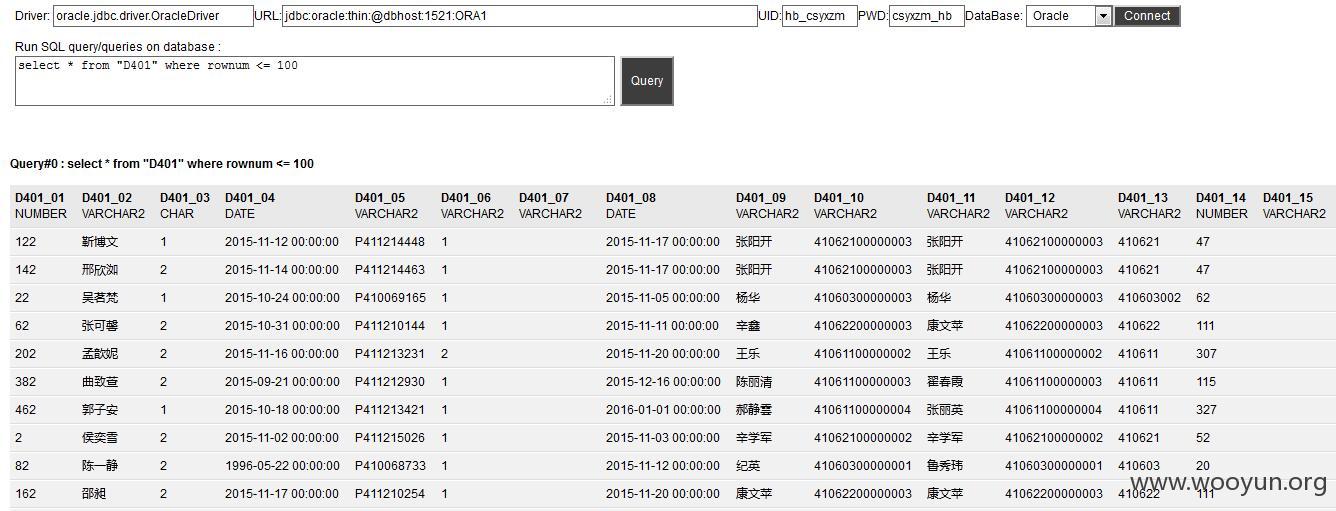 Driver: oracle.jdbc.driver.OracleDriver URL: jdbc:oracle:thin:@dbhost:1521:ORA1 UID: hb_csyxzm PWD: csyxzm_hb DataBase: Oracle Connect
Run SQL query/queries on database :
select * from "D401" where rownum <= 100
Query
Query#0 : select * from "D401" where rownum <= 100
D401_01 D401_02 D401_03 D401_04 D401_05 D401_06 D401_07 D401_08 D401_09 D401_10 D401_11 D401_12 D401_13 D401_14 D401_15
NUMBER VARCHAR2 CHAR DATE VARCHAR2 VARCHAR2 VARCHAR2 DATE VARCHAR2 VARCHAR2 VARCHAR2 VARCHAR2 VARCHAR2 NUMBER VARCHAR2
122 靳博文 1 2015-11-12 00:00:00 P411214448 1 2015-11-17 00:00:00 张阳开 41062100000003 张阳开 41062100000003 410621 47
142 邢欣洳 2 2015-11-14 00:00:00 P411214463 1 2015-11-17 00:00:00 张阳开 41062100000003 张阳开 41062100000003 410621 47
22 吴茗梵 1 2015-10-24 00:00:00 P410069165 1 2015-11-05 00:00:00 杨华 41060300000003 杨华 41060300000003 410603002 62
62 张可馨 2 2015-10-31 00:00:00 P411210144 1 2015-11-11 00:00:00 辛鑫 41062200000003 康文苹 41062200000003 410622 111
202 孟歆妮 2 2015-11-16 00:00:00 P411213231 2 2015-11-20 00:00:00 王乐 41061100000002 王乐 41061100000002 410611 307
382 曲致萱 2 2015-09-21 00:00:00 P411212930 1 2015-12-16 00:00:00 陈丽清 41061100000003 翟春霞 41061100000003 410611 115
462 郭子安 1 2015-10-18 00:00:00 P411213421 1 2016-01-01 00:00:00 郝静雲 41061100000004 张丽英 41061100000004 410611 327
2 侯奕雪 2 2015-11-02 00:00:00 P411215026 1 2015-11-03 00:00:00 辛学军 41062100000002 辛学军 41062100000002 410621 52
82 陈一静 2 1996-05-22 00:00:00 P410068733 1 2015-11-12 00:00:00 纪英 41060300000001 鲁秀玮 41060300000001 410603 20
162 邵昶 2 2015-11-17 00:00:00 P411210254 1 2015-11-20 00:00:00 康文苹 41062200000003 康文苹 41062200000003 410622 111
www.wooyun.org